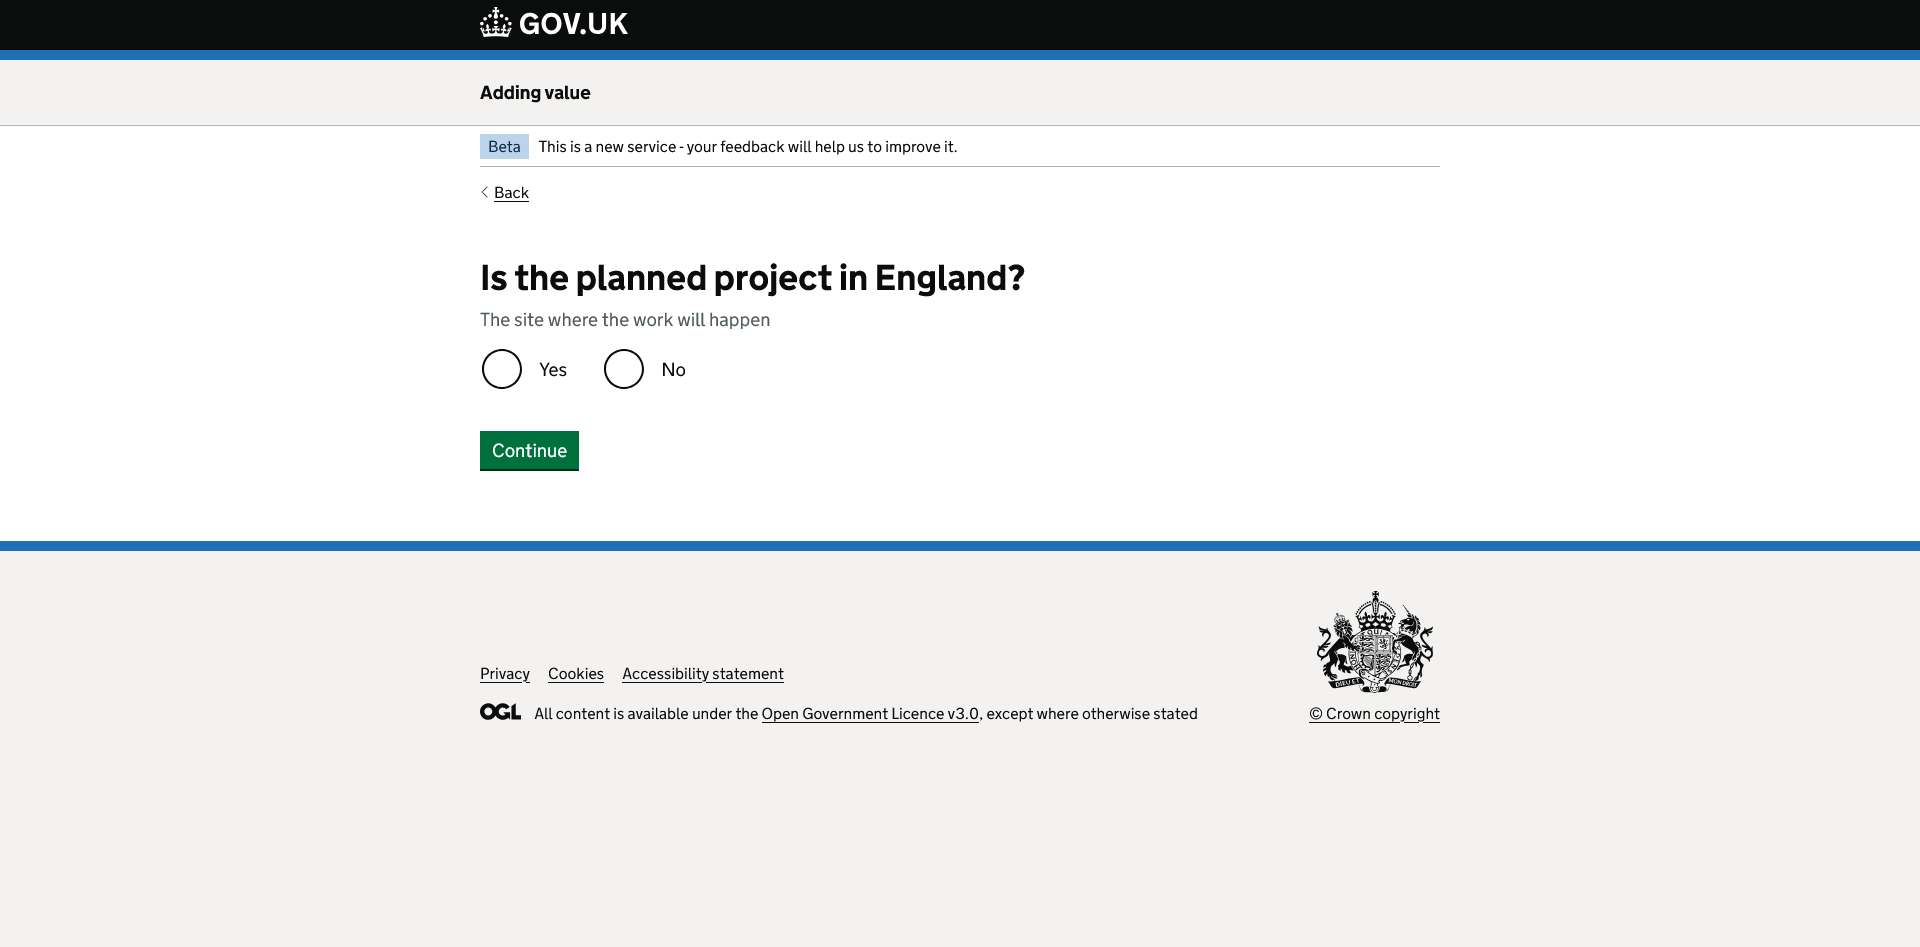 GOV.UK
Adding value
Beta This is a new service - your feedback will help us to improve it.
Back
Is the planned project in England?
The site where the work will happen
Yes No
Continue
Privacy Cookies Accessibility statement
OGL All content is available under the Open Government Licence v3.0, except where otherwise stated
© Crown copyright